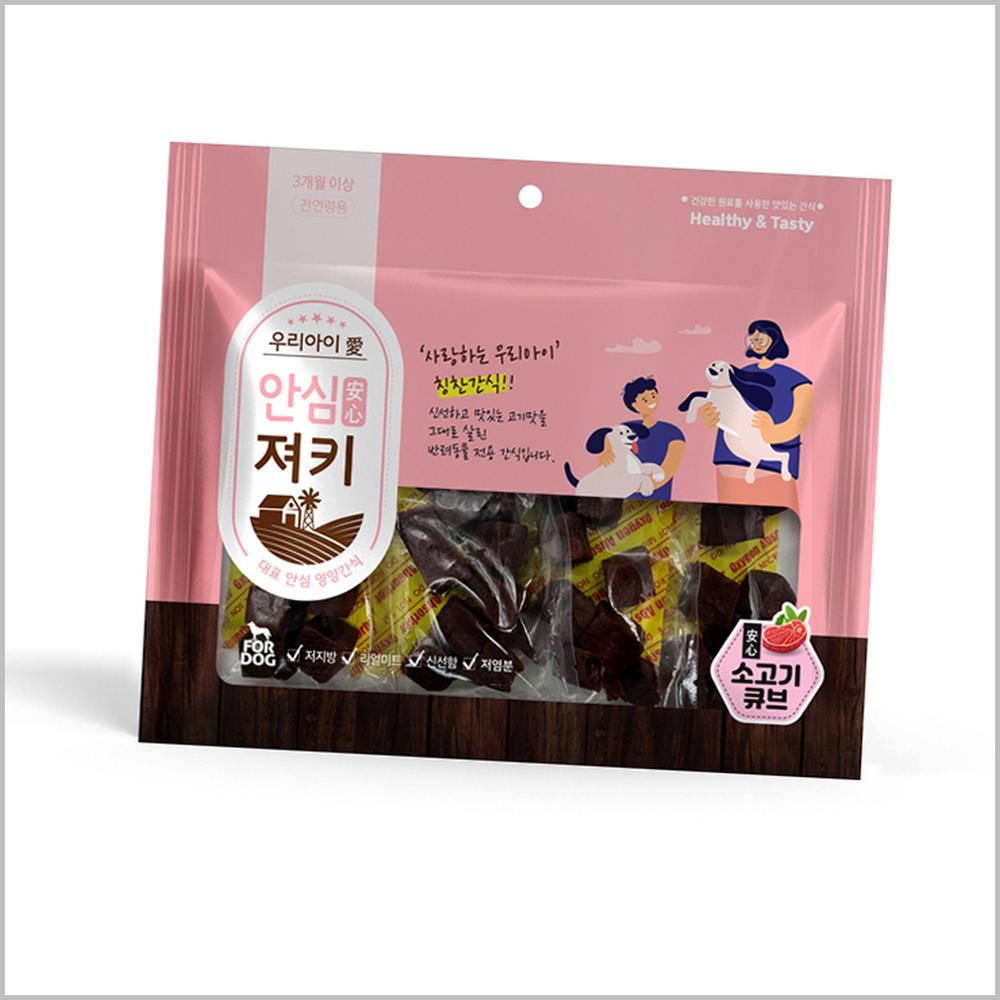 3개월 이상
전연령용
건강한 원료를 사용한 맛있는 간식
Healthy & Tasty
우리아이 愛
안심 安心
져키
대표 안심 영양간식
'사랑하는 우리아이'
칭찬간식!!
신선하고 맛있는 고기맛을
그대로 살린
반려동물 전용 간식입니다.
FOR
DOG
저지방 리얼미트 신선함 저염분
安心
소고기
큐브